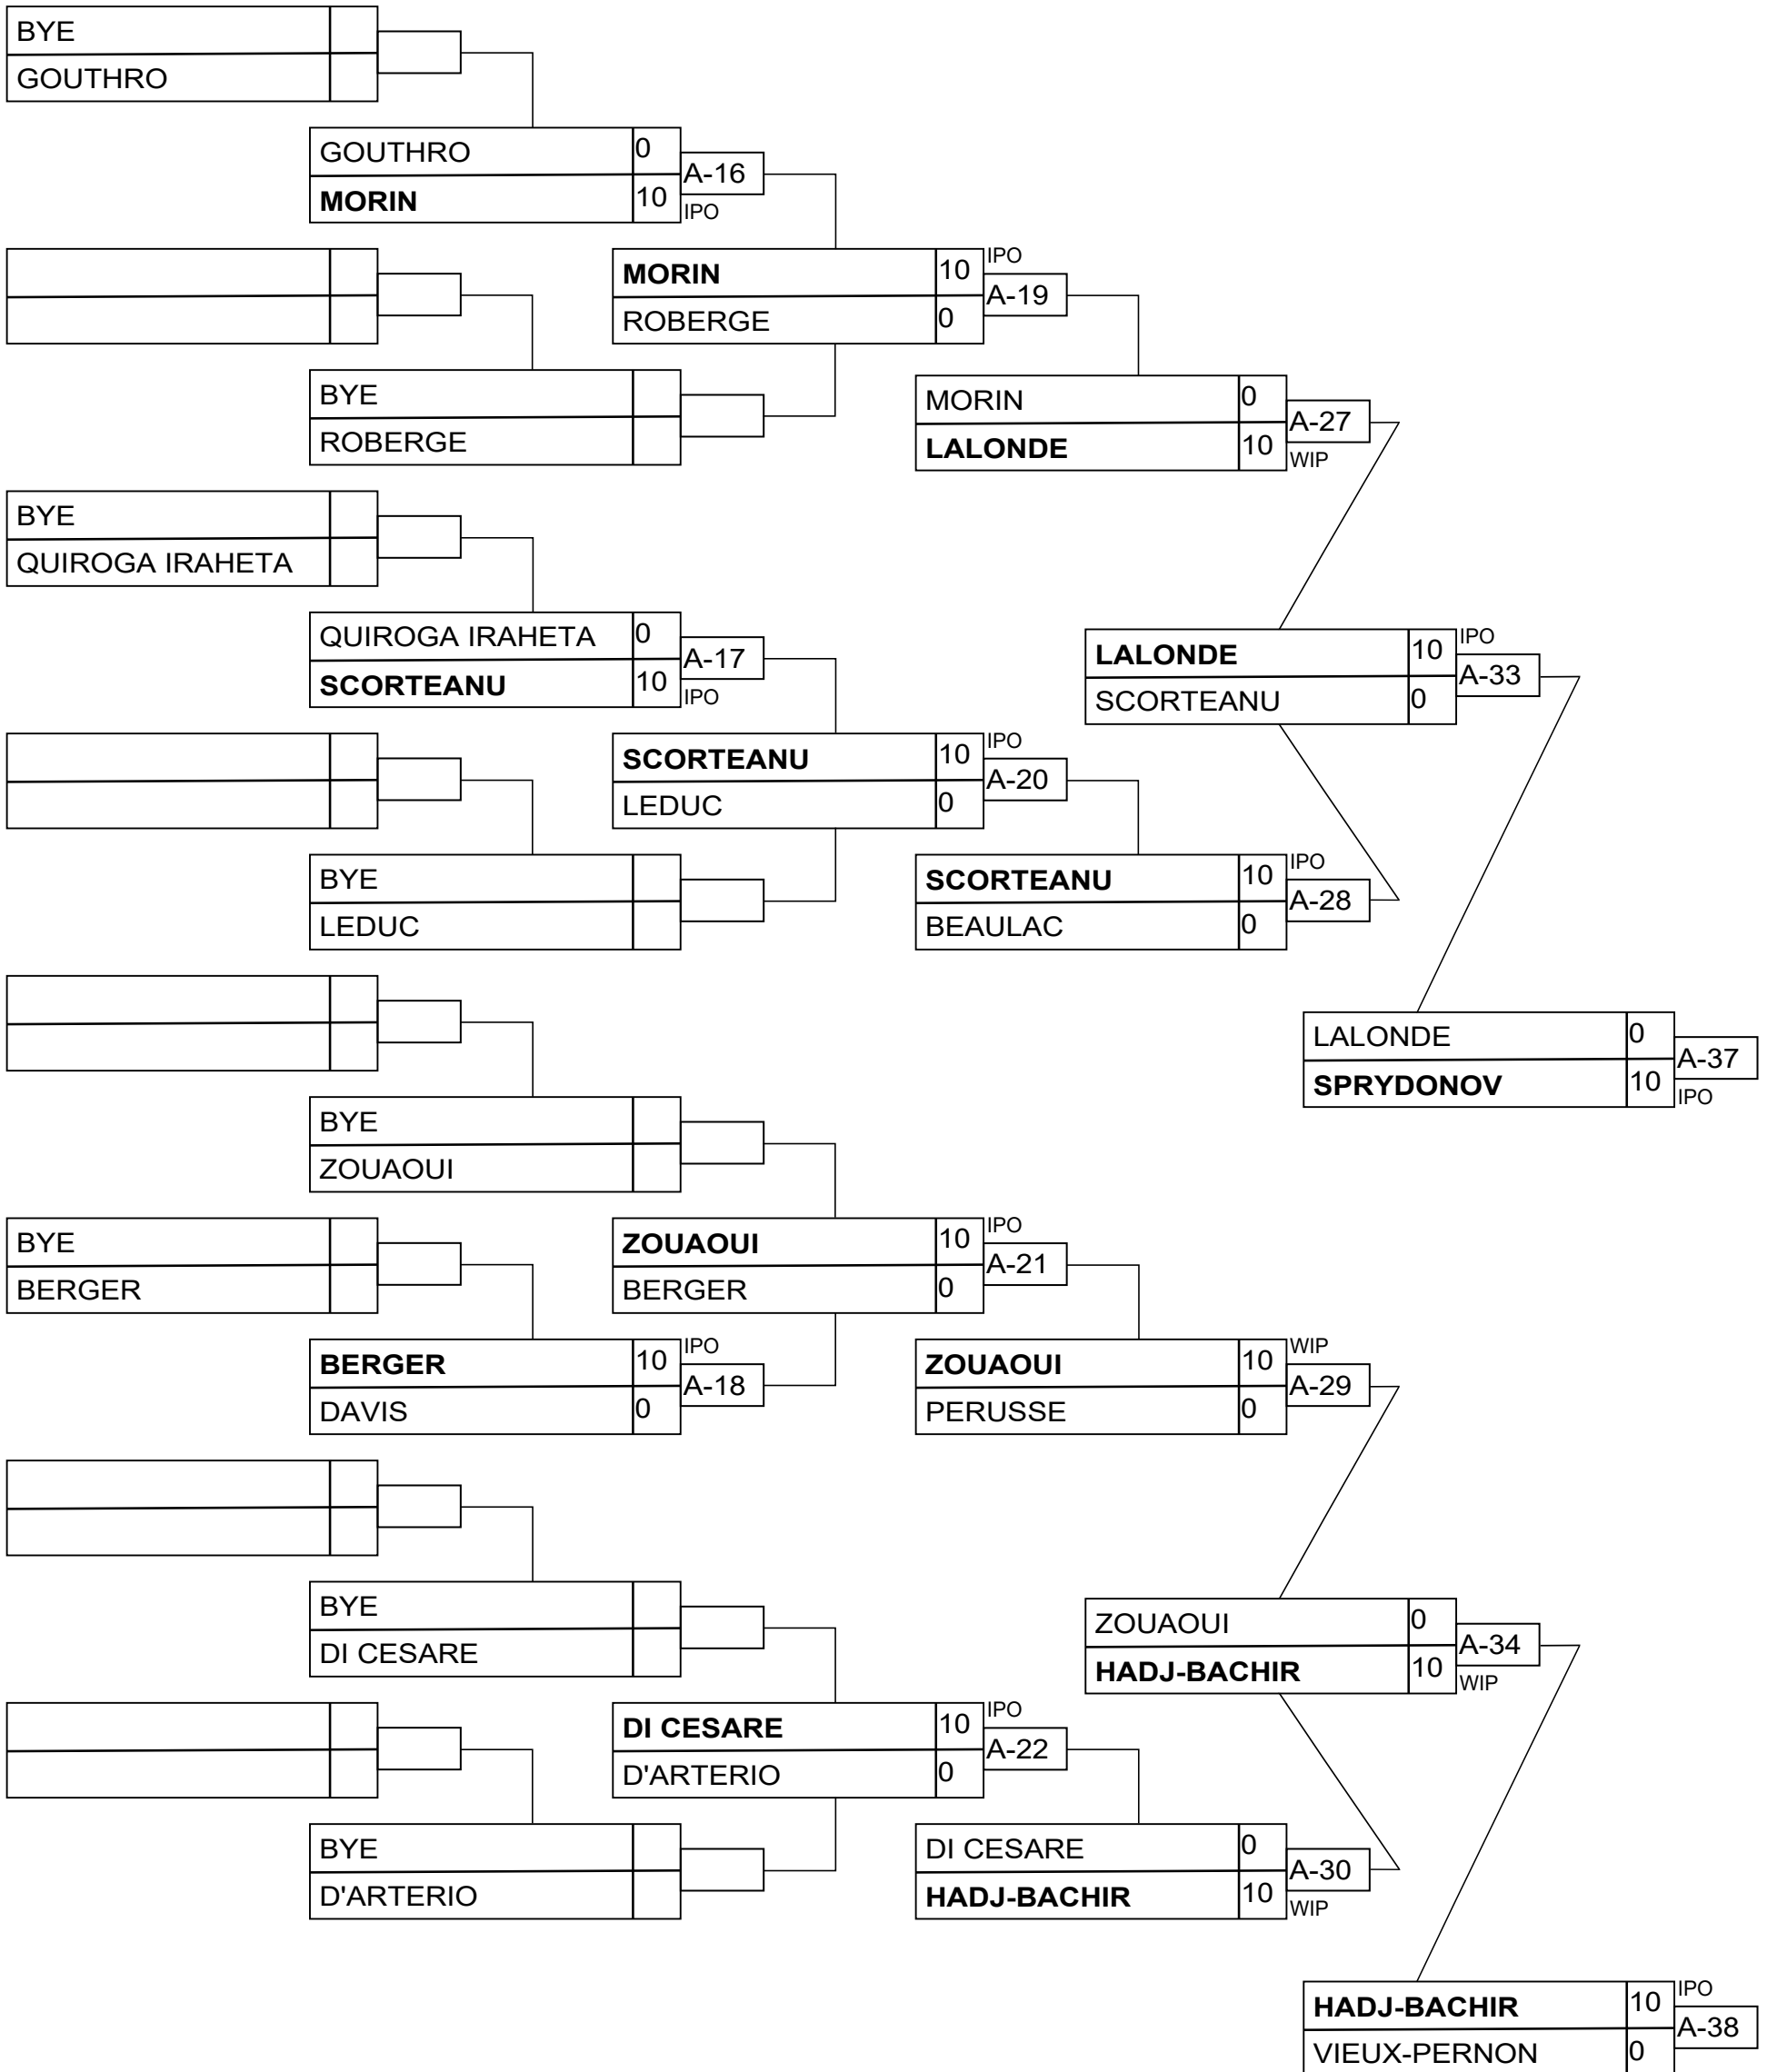 BYE
GOUTHRO
GOUTHRO 0
A-16
MORIN 10
IPO
MORIN 10
IPO
A-19
ROBERGE 0
BYE
ROBERGE
MORIN 0
A-27
LALONDE 10
WIP
BYE
QUIROGA IRAHETA
QUIROGA IRAHETA 0
A-17
SCORTEANU 10
IPO
LALONDE 10
IPO
A-33
SCORTEANU 0
SCORTEANU 10
IPO
A-20
LEDUC 0
BYE
LEDUC
SCORTEANU 10
IPO
A-28
BEAULAC 0
LALONDE 0
A-37
SPRYDONOV 10
IPO
BYE
ZOUAOUI
BYE
BERGER
ZOUAOUI 10
IPO
A-21
BERGER 0
BERGER 10
IPO
A-18
DAVIS 0
ZOUAOUI 10
WIP
A-29
PERUSSE 0
BYE
DI CESARE
ZOUAOUI 0
A-34
HADJ-BACHIR 10
WIP
DI CESARE 10
IPO
A-22
D'ARTERIO 0
BYE
D'ARTERIO
DI CESARE 0
A-30
HADJ-BACHIR 10
WIP
HADJ-BACHIR 10
IPO
A-38
VIEUX-PERNON 0